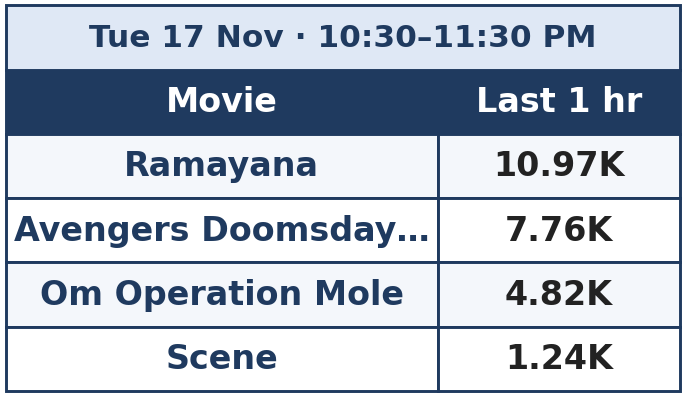 Tue 17 Nov · 10:30–11:30 PM
Movie Last 1 hr
Ramayana 10.97K
Avengers Doomsday... 7.76K
Om Operation Mole 4.82K
Scene 1.24K